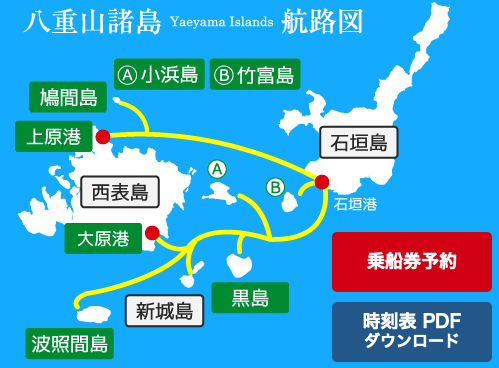 八重山諸島 Yaeyama Islands 航路図
Ⓐ小浜島 Ⓑ竹富島
鳩間島
上原港
石垣島
西表島
A
B
石垣港
大原港
乗船券予約
黒島
新城島
時刻表 PDF
ダウンロード
波照間島